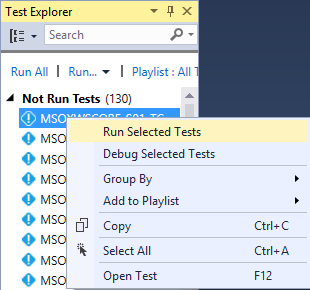 Test Explorer
Search
Run All | Run... | Playlist : All T
Not Run Tests (130)
MSOXWSCORE_S01_TC
Run Selected Tests
MSO
Debug Selected Tests
MSO
Group By
MSO
Add to Playlist
MSO
Copy Ctrl+C
MSO
Select All Ctrl+A
MSO
Open Test F12
MSO